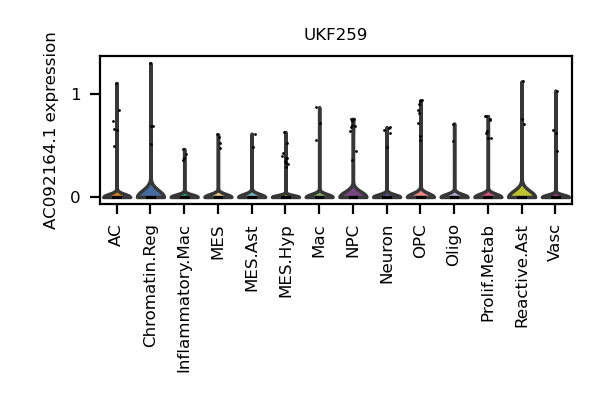 UKF259
AC092164.1 expression
1
0
AC
Chromatin.Reg
Inflammatory.Mac
MES
MES.Ast
MES.Hyp
Mac
NPC
Neuron
OPC
Oligo
Prolif.Metab
Reactive.Ast
Vasc